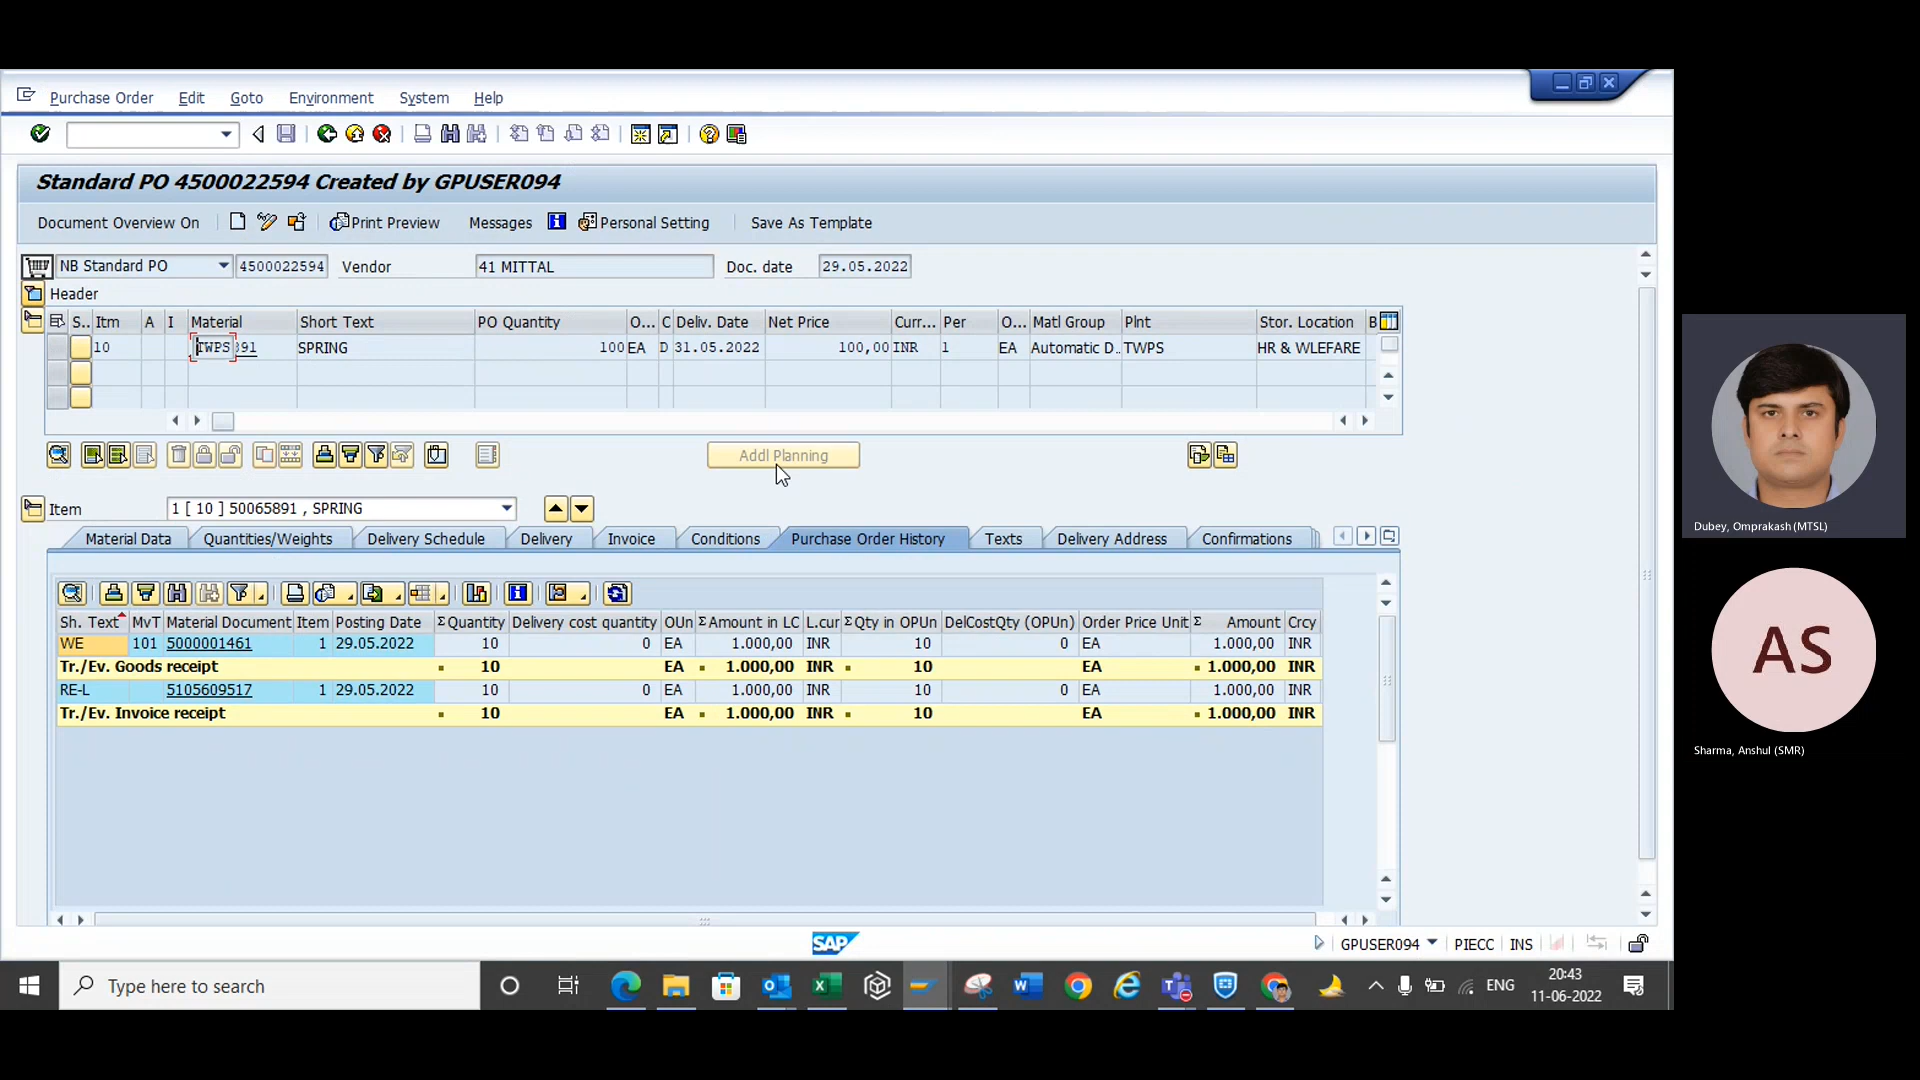 Purchase Order Edit Goto Environment System Help
Standard PO 4500022594 Created by GPUSER094
Document Overview On Print Preview Messages Personal Setting Save As Template
NB Standard PO 4500022594 Vendor 41 MITTAL Doc. date 29.05.2022
Header
S.. Itm A I Material Short Text PO Quantity O... C Deliv. Date Net Price Curr... Per O... Matl Group Plnt Stor. Location B
10 TWPS 891 SPRING 100 EA D 31.05.2022 100,00 INR 1 EA Automatic D.. TWPS HR & WLEFARE
Addl Planning
Item 1 [ 10 ] 50065891 , SPRING
Material Data Quantities/Weights Delivery Schedule Delivery Invoice Conditions Purchase Order History Texts Delivery Address Confirmations
Sh. Text MvT Material Document Item Posting Date Σ Quantity Delivery cost quantity OUn Σ Amount in LC L.cur Σ Qty in OPUn DelCostQty (OPUn) Order Price Unit Σ Amount Crcy
WE 101 5000001461 1 29.05.2022 10 0 EA 1.000,00 INR 10 0 EA 1.000,00 INR
Tr./Ev. Goods receipt 10 EA 1.000,00 INR 10 EA 1.000,00 INR
RE-L 5105609517 1 29.05.2022 10 0 EA 1.000,00 INR 10 0 EA 1.000,00 INR
Tr./Ev. Invoice receipt 10 EA 1.000,00 INR 10 EA 1.000,00 INR
SAP GPUSER094 PIECC INS
Type here to search ENG 20:43
11-06-2022
Dubey, Omprakash (MTSL)
AS
Sharma, Anshul (SMR)